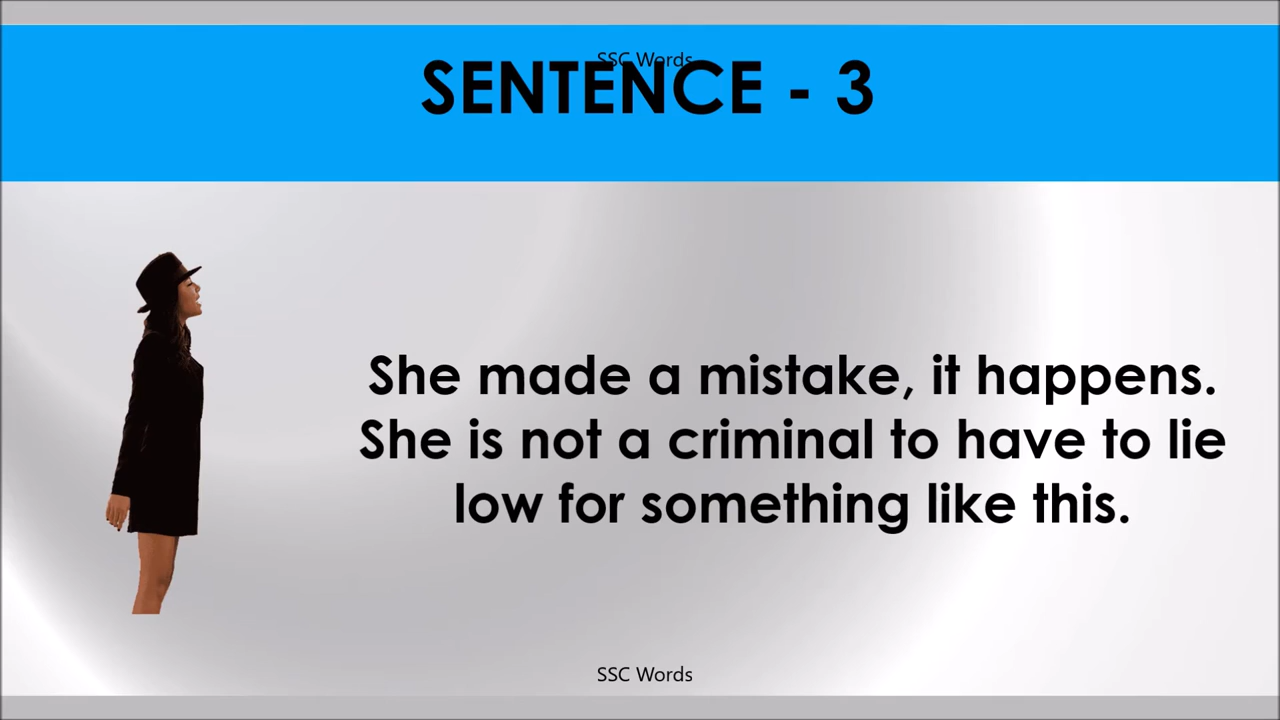 SSC Words
SENTENCE - 3
She made a mistake, it happens.
She is not a criminal to have to lie
low for something like this.
SSC Words